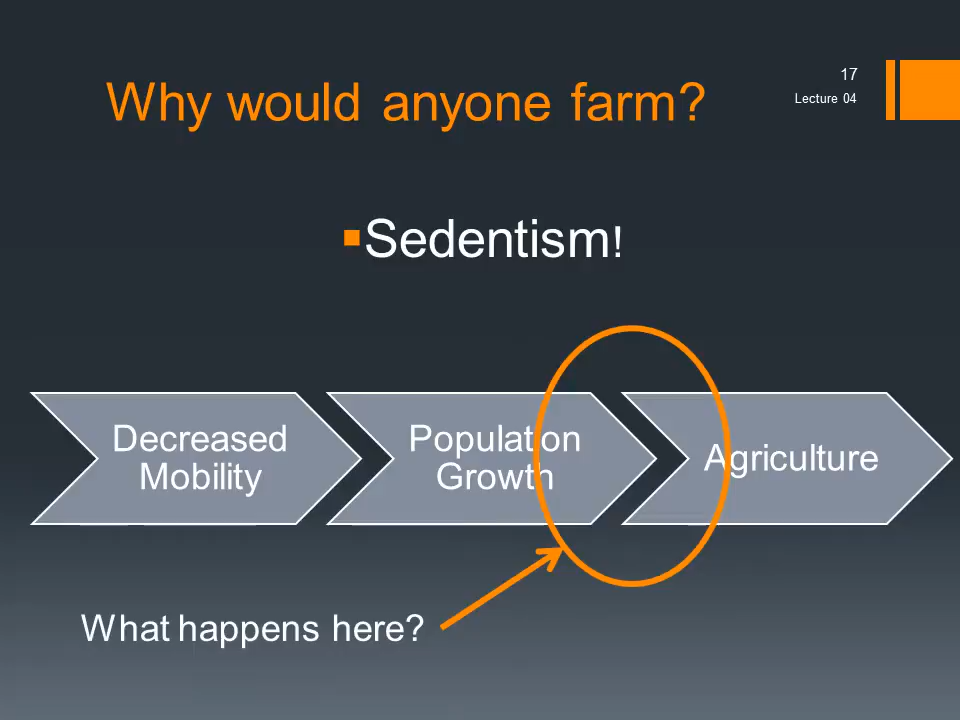 17
Why would anyone farm?
Lecture 04
Sedentism!
Decreased
Mobility
Population
Growth
Agriculture
What happens here?